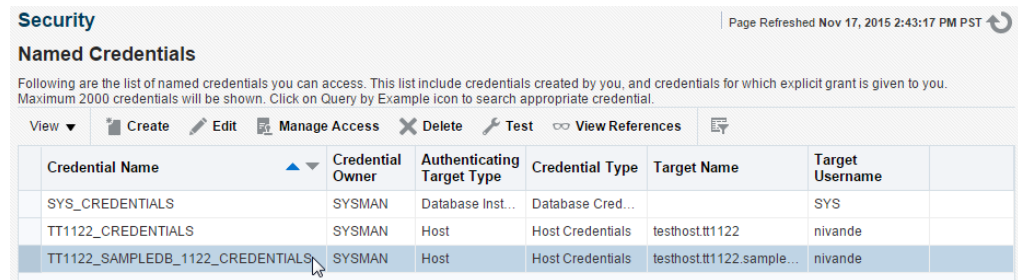 Security
Page Refreshed Nov 17, 2015 2:43:17 PM PST
Named Credentials
Following are the list of named credentials you can access. This list include credentials created by you, and credentials for which explicit grant is given to you.
Maximum 2000 credentials will be shown. Click on Query by Example icon to search appropriate credential.
View Create Edit Manage Access Delete Test View References
Credential Name Credential Owner Authenticating Target Type Credential Type Target Name Target Username
SYS_CREDENTIALS SYSMAN Database Inst... Database Cred... SYS
TT1122_CREDENTIALS SYSMAN Host Host Credentials testhost.tt1122 nivande
TT1122_SAMPLEDB_1122_CREDENTIALS SYSMAN Host Host Credentials testhost.tt1122.sample... nivande